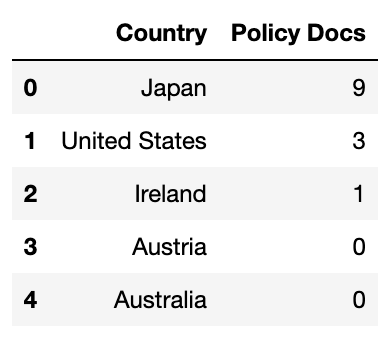 Country Policy Docs
0 Japan 9
1 United States 3
2 Ireland 1
3 Austria 0
4 Australia 0